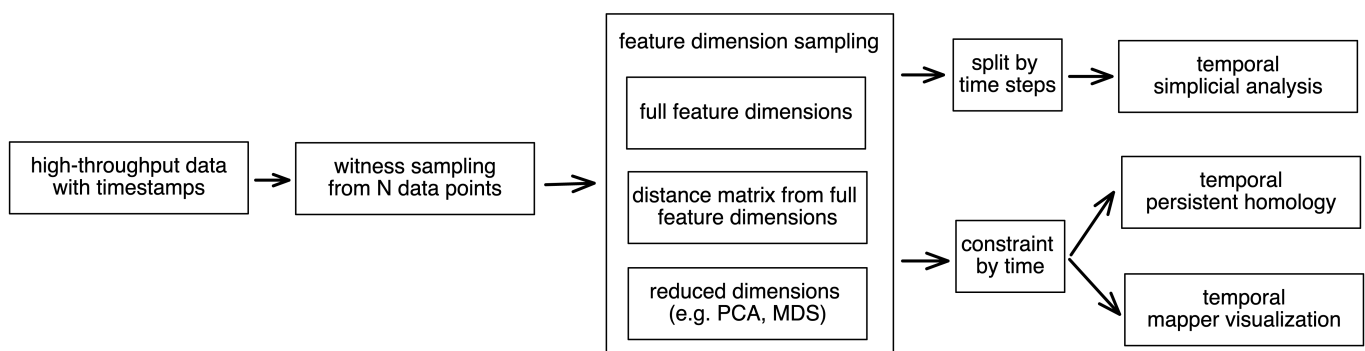 high-throughput data
with timestamps
witness sampling
from N data points
feature dimension sampling
full feature dimensions
distance matrix from full
feature dimensions
reduced dimensions
(e.g. PCA, MDS)
split by
time steps
temporal
simplicial analysis
constraint
by time
temporal
persistent homology
temporal
mapper visualization